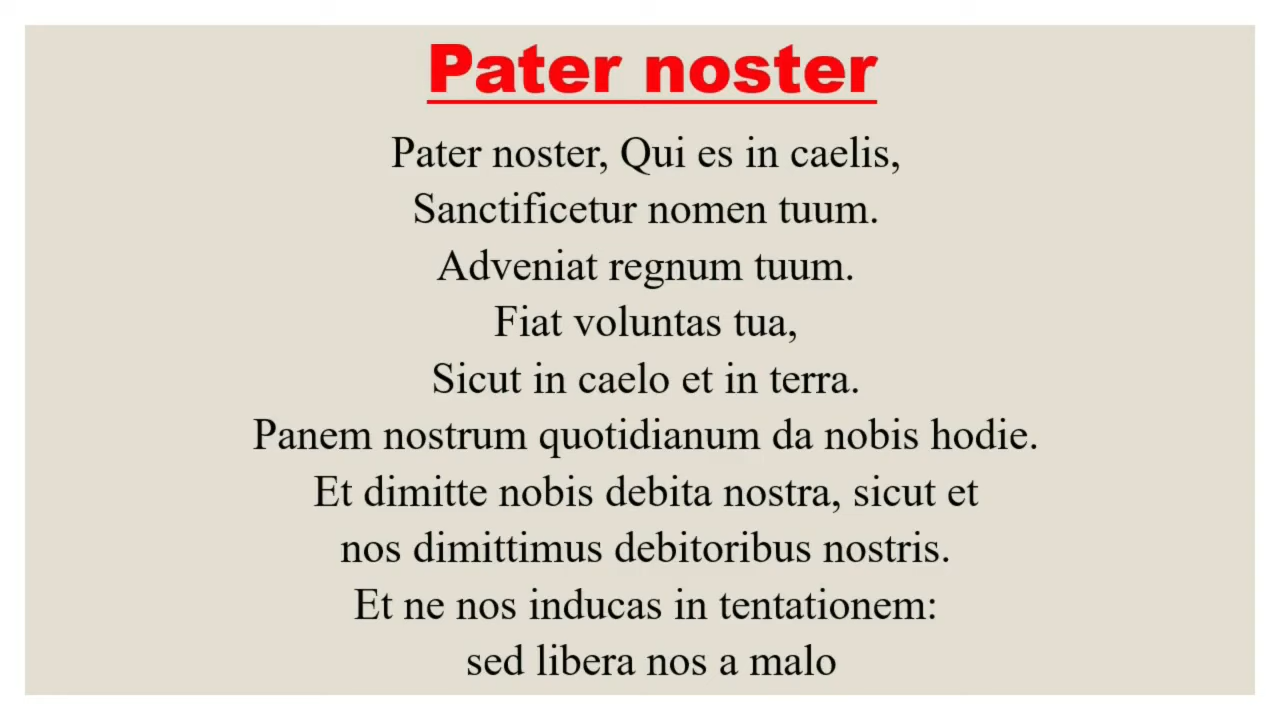 Pater noster
Pater noster, Qui es in caelis,
Sanctificetur nomen tuum.
Adveniat regnum tuum.
Fiat voluntas tua,
Sicut in caelo et in terra.
Panem nostrum quotidianum da nobis hodie.
Et dimitte nobis debita nostra, sicut et
nos dimittimus debitoribus nostris.
Et ne nos inducas in tentationem:
sed libera nos a malo